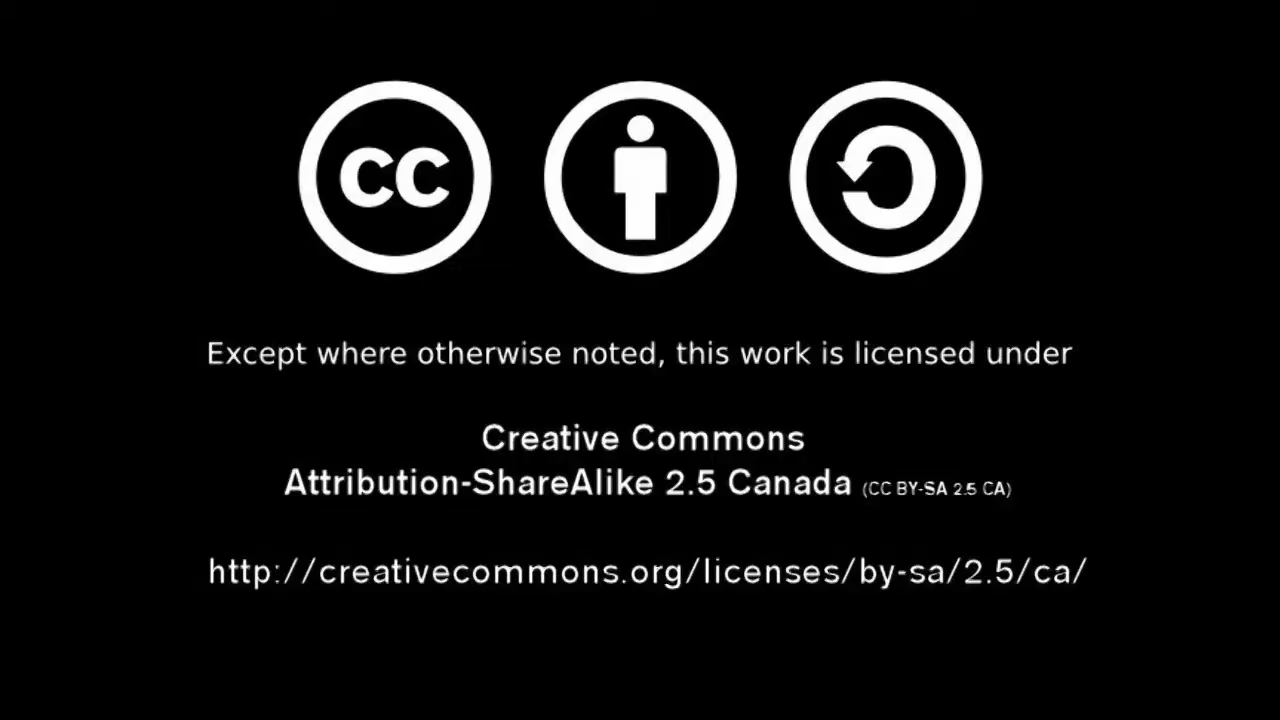 cc
Except where otherwise noted, this work is licensed under
Creative Commons
Attribution-ShareAlike 2.5 Canada (CC BY-SA 2.5 CA)
http://creativecommons.org/licenses/by-sa/2.5/ca/